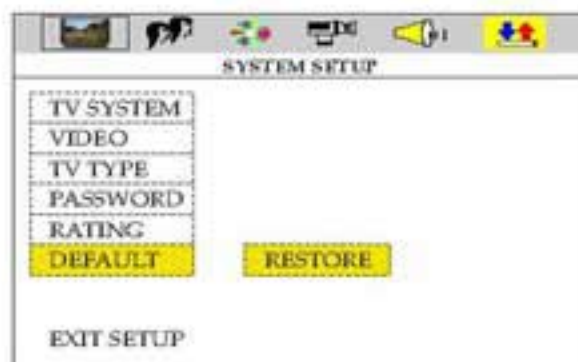 SYSTEM SETUP
TV SYSTEM
VIDEO
TV TYPE
PASSWORD
RATING
DEFAULT RESTORE
EXIT SETUP